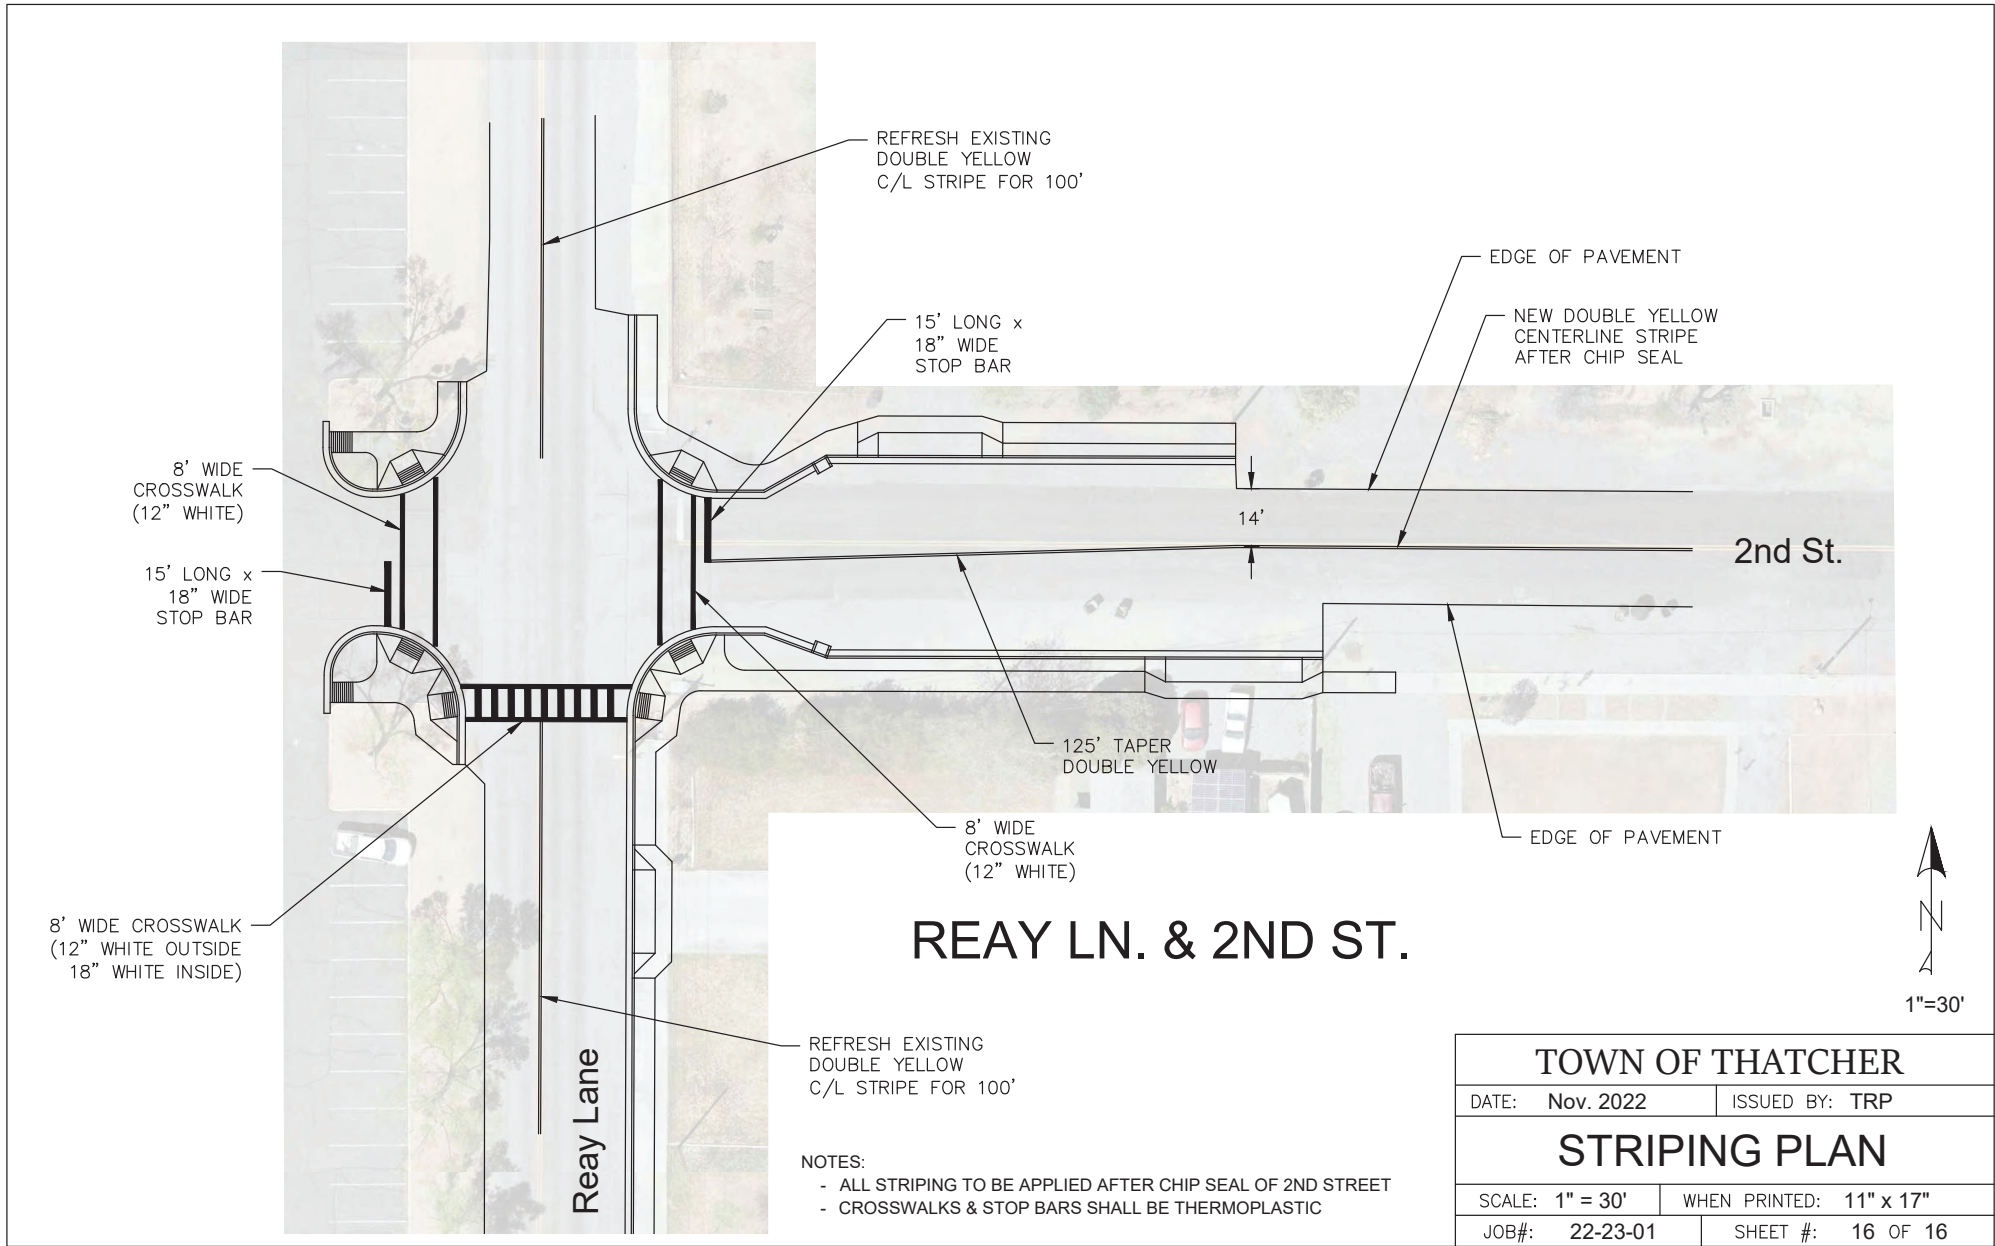 REFRESH EXISTING
DOUBLE YELLOW
C/L STRIPE FOR 100'
EDGE OF PAVEMENT
15' LONG x
18" WIDE
STOP BAR
NEW DOUBLE YELLOW
CENTERLINE STRIPE
AFTER CHIP SEAL
8' WIDE
CROSSWALK
(12" WHITE)
14'
2nd St.
15' LONG x
18" WIDE
STOP BAR
125' TAPER
DOUBLE YELLOW
8' WIDE
CROSSWALK
(12" WHITE)
EDGE OF PAVEMENT
8' WIDE CROSSWALK
(12" WHITE OUTSIDE
18" WHITE INSIDE)
REAY LN. & 2ND ST.
N
1"=30'
REFRESH EXISTING
DOUBLE YELLOW
C/L STRIPE FOR 100'
Reay Lane
NOTES:
- ALL STRIPING TO BE APPLIED AFTER CHIP SEAL OF 2ND STREET
- CROSSWALKS & STOP BARS SHALL BE THERMOPLASTIC
TOWN OF THATCHER
DATE: Nov. 2022 ISSUED BY: TRP
STRIPING PLAN
SCALE: 1" = 30' WHEN PRINTED: 11" x 17"
JOB#: 22-23-01 SHEET #: 16 OF 16